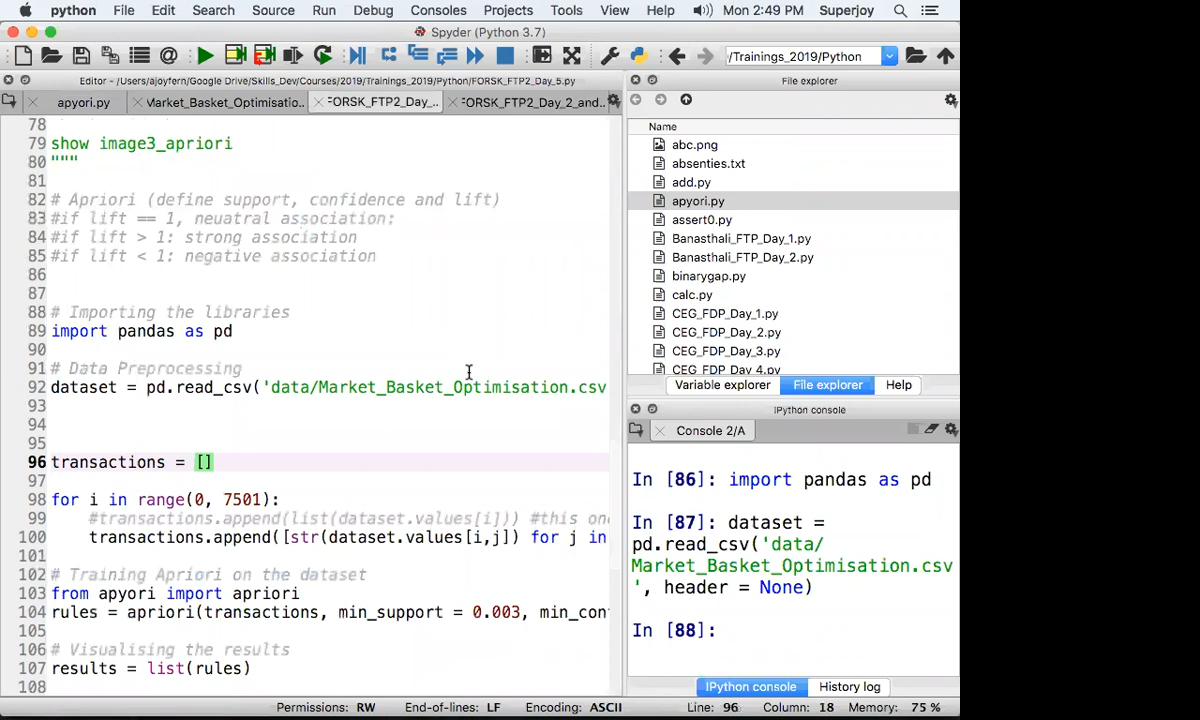 python File Edit Search Source Run Debug Consoles Projects Tools View Help Mon 2:49 PM Superjoy
Spyder (Python 3.7)
/Trainings_2019/Python
Editor - /Users/ajoyfern/Google Drive/Skills_Dev/Courses/2019/Trainings_2019/Python/FORSK_FTP2_Day_5.py
apyori.py
Market_Basket_Optimisatio...
FORSK_FTP2_Day_...
FORSK_FTP2_Day_2_and...
78
79 show image3_apriori
80 """
81
82 # Apriori (define support, confidence and lift)
83 #if lift == 1, neuatral association:
84 #if lift > 1: strong association
85 #if lift < 1: negative association
86
87
88 # Importing the libraries
89 import pandas as pd
90
91 # Data Preprocessing
92 dataset = pd.read_csv('data/Market_Basket_Optimisation.csv
93
94
95
96 transactions = []
97
98 for i in range(0, 7501):
99 #transactions.append(list(dataset.values[i])) #this one
100 transactions.append([str(dataset.values[i,j]) for j in
101
102 # Training Apriori on the dataset
103 from apyori import apriori
104 rules = apriori(transactions, min_support = 0.003, min_con
105
106 # Visualising the results
107 results = list(rules)
108
File explorer
Name
abc.png
absenties.txt
add.py
apyori.py
assert0.py
Banasthali_FTP_Day_1.py
Banasthali_FTP_Day_2.py
binarygap.py
calc.py
CEG_FDP_Day_1.py
CEG_FDP_Day_2.py
CEG_FDP_Day_3.py
CEG_FDP_Day_4.py
Variable explorer File explorer Help
IPython console
Console 2/A
In [86]: import pandas as pd
In [87]: dataset =
pd.read_csv('data/
Market_Basket_Optimisation.csv
', header = None)
In [88]:
IPython console History log
Permissions: RW End-of-lines: LF Encoding: ASCII Line: 96 Column: 18 Memory: 75 %